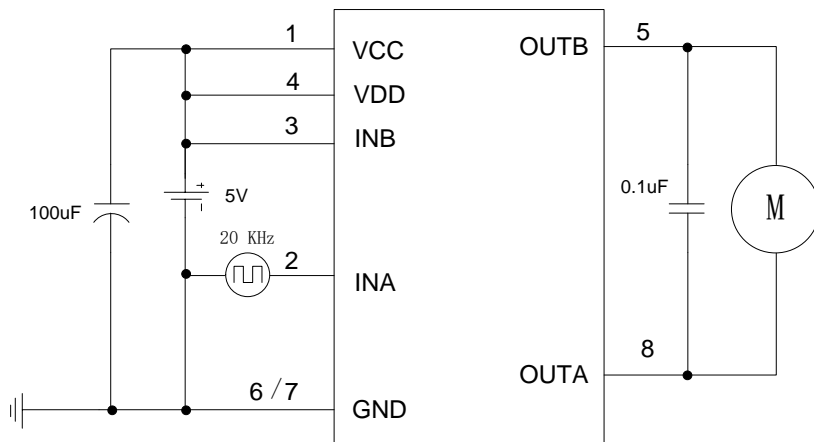 1
VCC
OUTB
5
4
VDD
3
INB
+
-
5V
100uF
0.1uF
M
20 KHz
2
INA
8
OUTA
6/7
GND